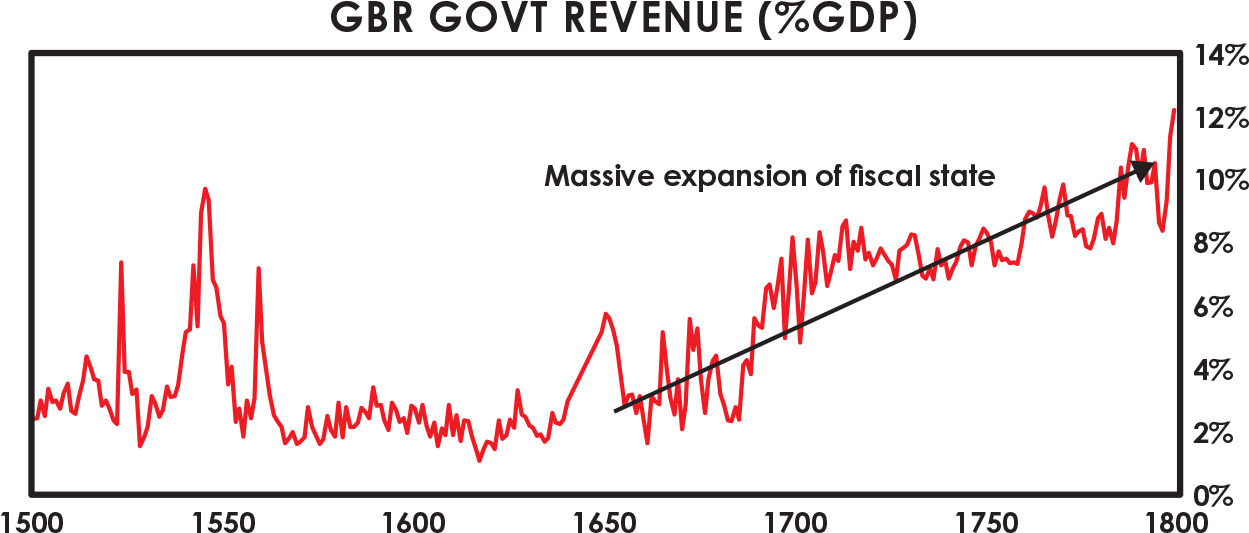 GBR GOVT REVENUE (%GDP)
14%
12%
Massive expansion of fiscal state
10%
8%
6%
4%
2%
0%
1500 1550 1600 1650 1700 1750 1800